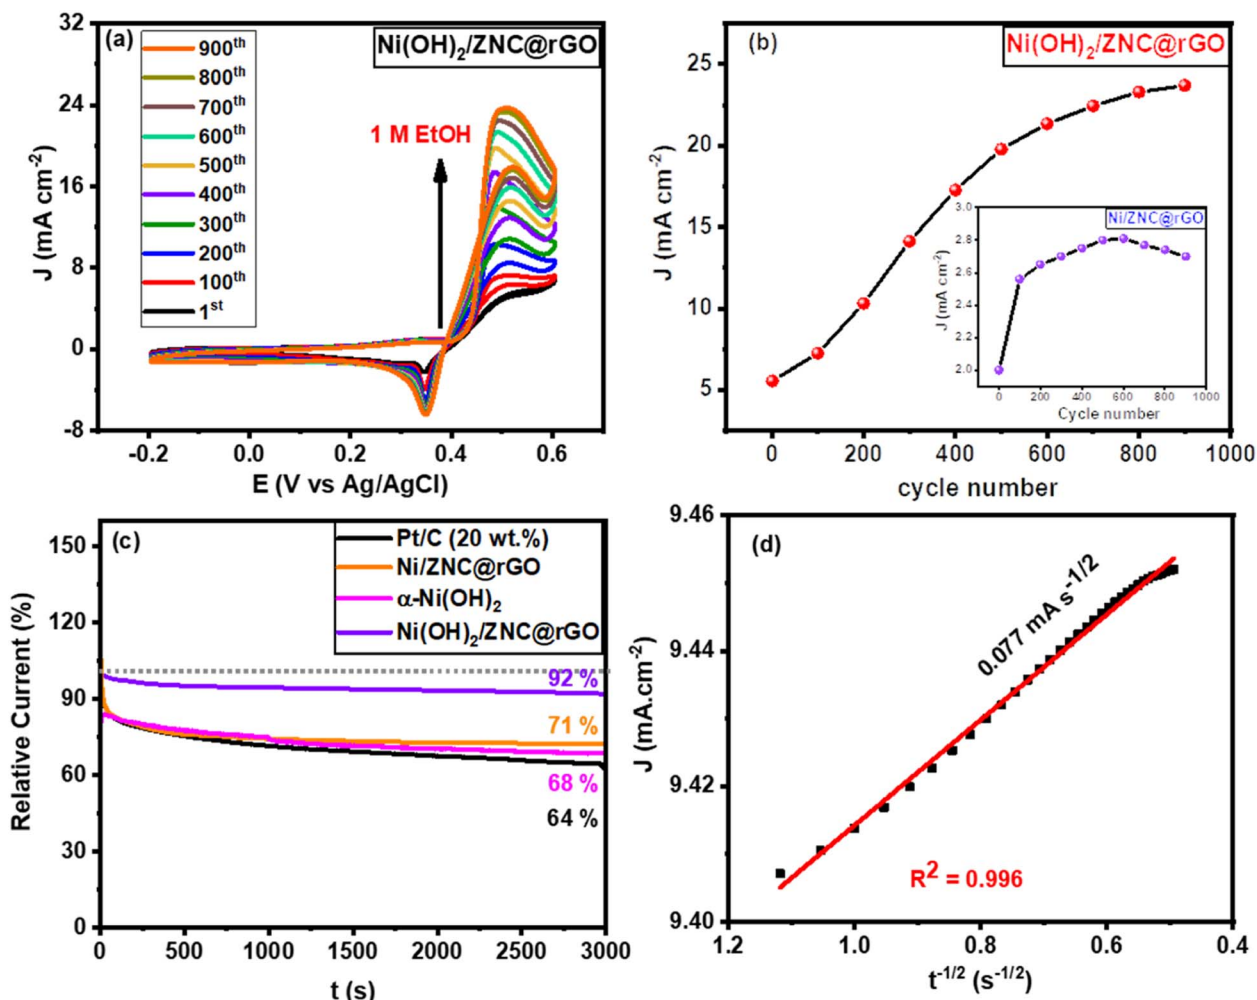 (a)
Ni(OH)₂/ZNC@rGO
900ᵗʰ
800ᵗʰ
700ᵗʰ
600ᵗʰ
500ᵗʰ
400ᵗʰ
300ᵗʰ
200ᵗʰ
100ᵗʰ
1ˢᵗ
1 M EtOH
32
24
16
8
0
-8
J (mA cm⁻²)
-0.2 0.0 0.2 0.4 0.6
E (V vs Ag/AgCl)
(b)
Ni(OH)₂/ZNC@rGO
25
20
15
10
5
J (mA cm⁻²)
0 200 400 600 800 1000
cycle number
Ni/ZNC@rGO
3.0
2.8
2.6
2.4
2.2
2.0
J (mA cm⁻²)
0 200 400 600 800 1000
Cycle number
(c)
Pt/C (20 wt.%)
Ni/ZNC@rGO
α-Ni(OH)₂
Ni(OH)₂/ZNC@rGO
92 %
71 %
68 %
64 %
150
120
90
60
30
0
Relative Current (%)
0 500 1000 1500 2000 2500 3000
t (s)
(d)
0.077 mA s⁻¹/²
R² = 0.996
9.46
9.44
9.42
9.40
J (mA.cm⁻²)
1.2 1.0 0.8 0.6 0.4
t⁻¹/² (s⁻¹/²)